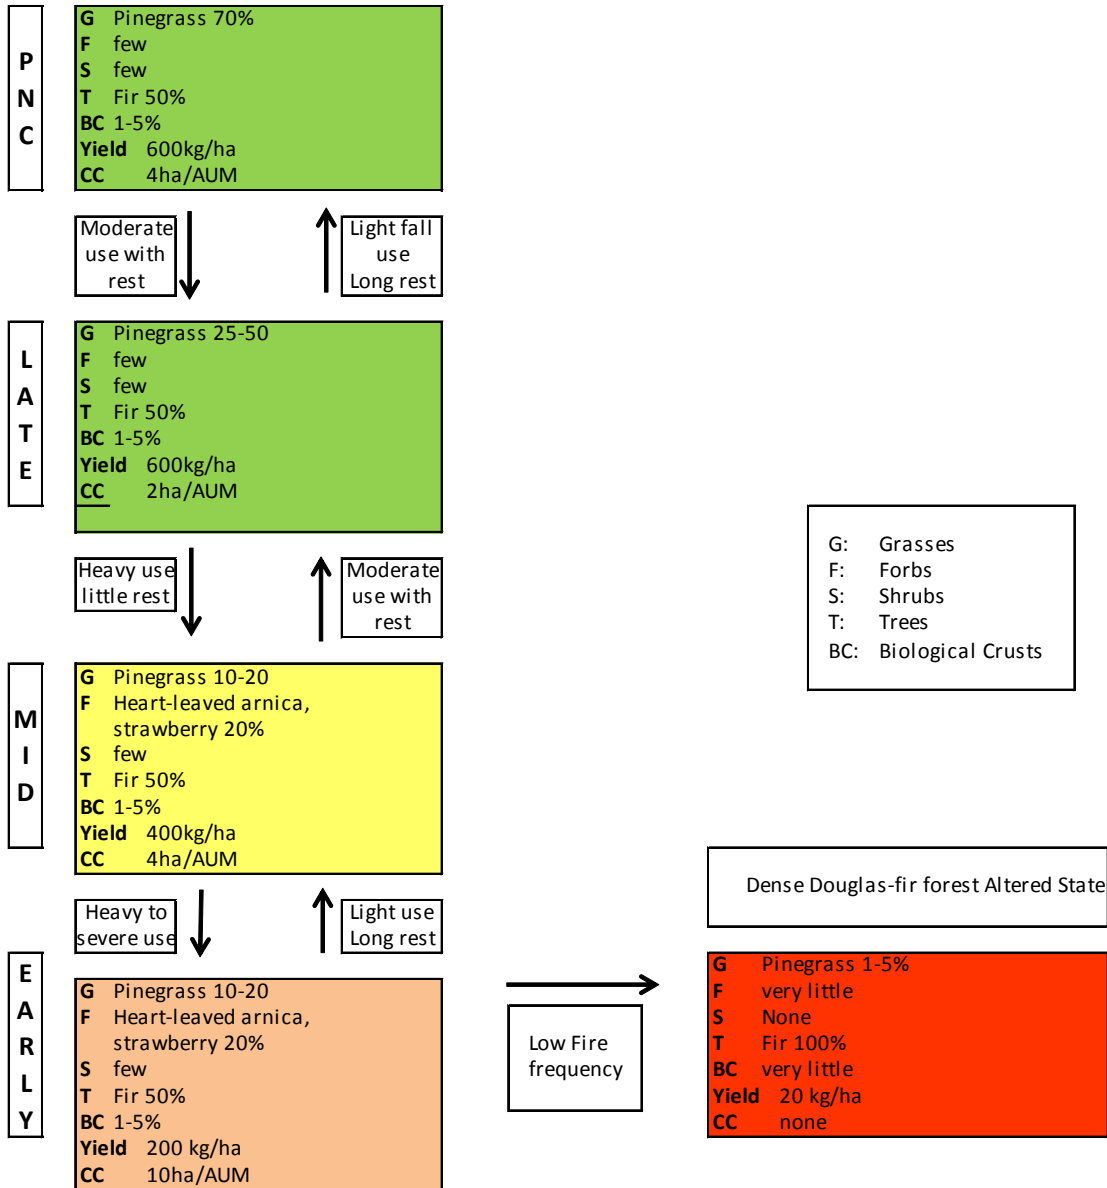 PNC
G Pinegrass 70%
F few
S few
T Fir 50%
BC 1-5%
Yield 600kg/ha
CC 4ha/AUM
Moderate
use with
rest
Light fall
use
Long rest
LATE
G Pinegrass 25-50
F few
S few
T Fir 50%
BC 1-5%
Yield 600kg/ha
CC 2ha/AUM
Heavy use
little rest
Moderate
use with
rest
G: Grasses
F: Forbs
S: Shrubs
T: Trees
BC: Biological Crusts
MID
G Pinegrass 10-20
F Heart-leaved arnica,
strawberry 20%
S few
T Fir 50%
BC 1-5%
Yield 400kg/ha
CC 4ha/AUM
Heavy to
severe use
Light use
Long rest
EARLY
G Pinegrass 10-20
F Heart-leaved arnica,
strawberry 20%
S few
T Fir 50%
BC 1-5%
Yield 200 kg/ha
CC 10ha/AUM
Low Fire
frequency
Dense Douglas-fir forest Altered State
G Pinegrass 1-5%
F very little
S None
T Fir 100%
BC very little
Yield 20 kg/ha
CC none